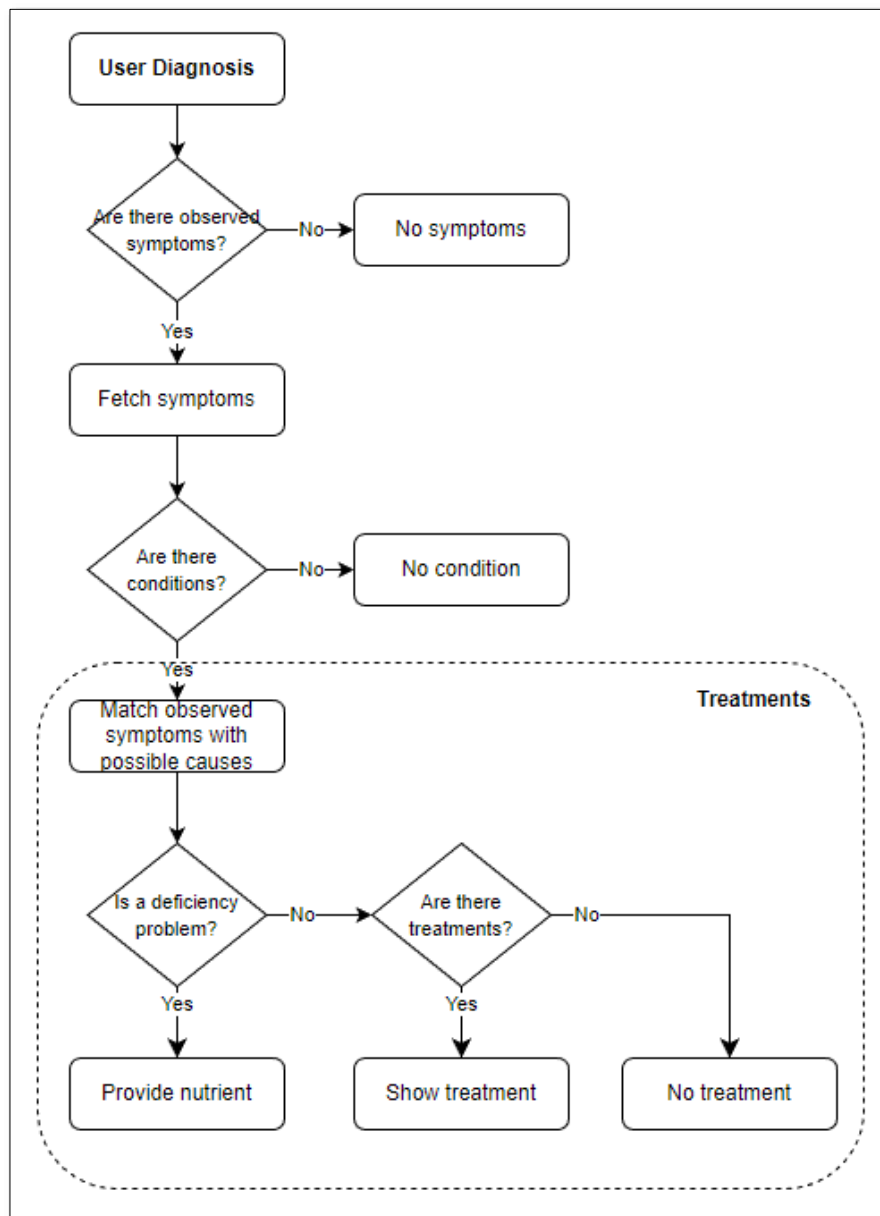 User Diagnosis
Are there observed
symptoms?
No
No symptoms
Yes
Fetch symptoms
Are there
conditions?
No
No condition
Yes
Treatments
Match observed
symptoms with
possible causes
Is a deficiency
problem?
No
Are there
treatments?
No
Yes
Yes
Provide nutrient
Show treatment
No treatment